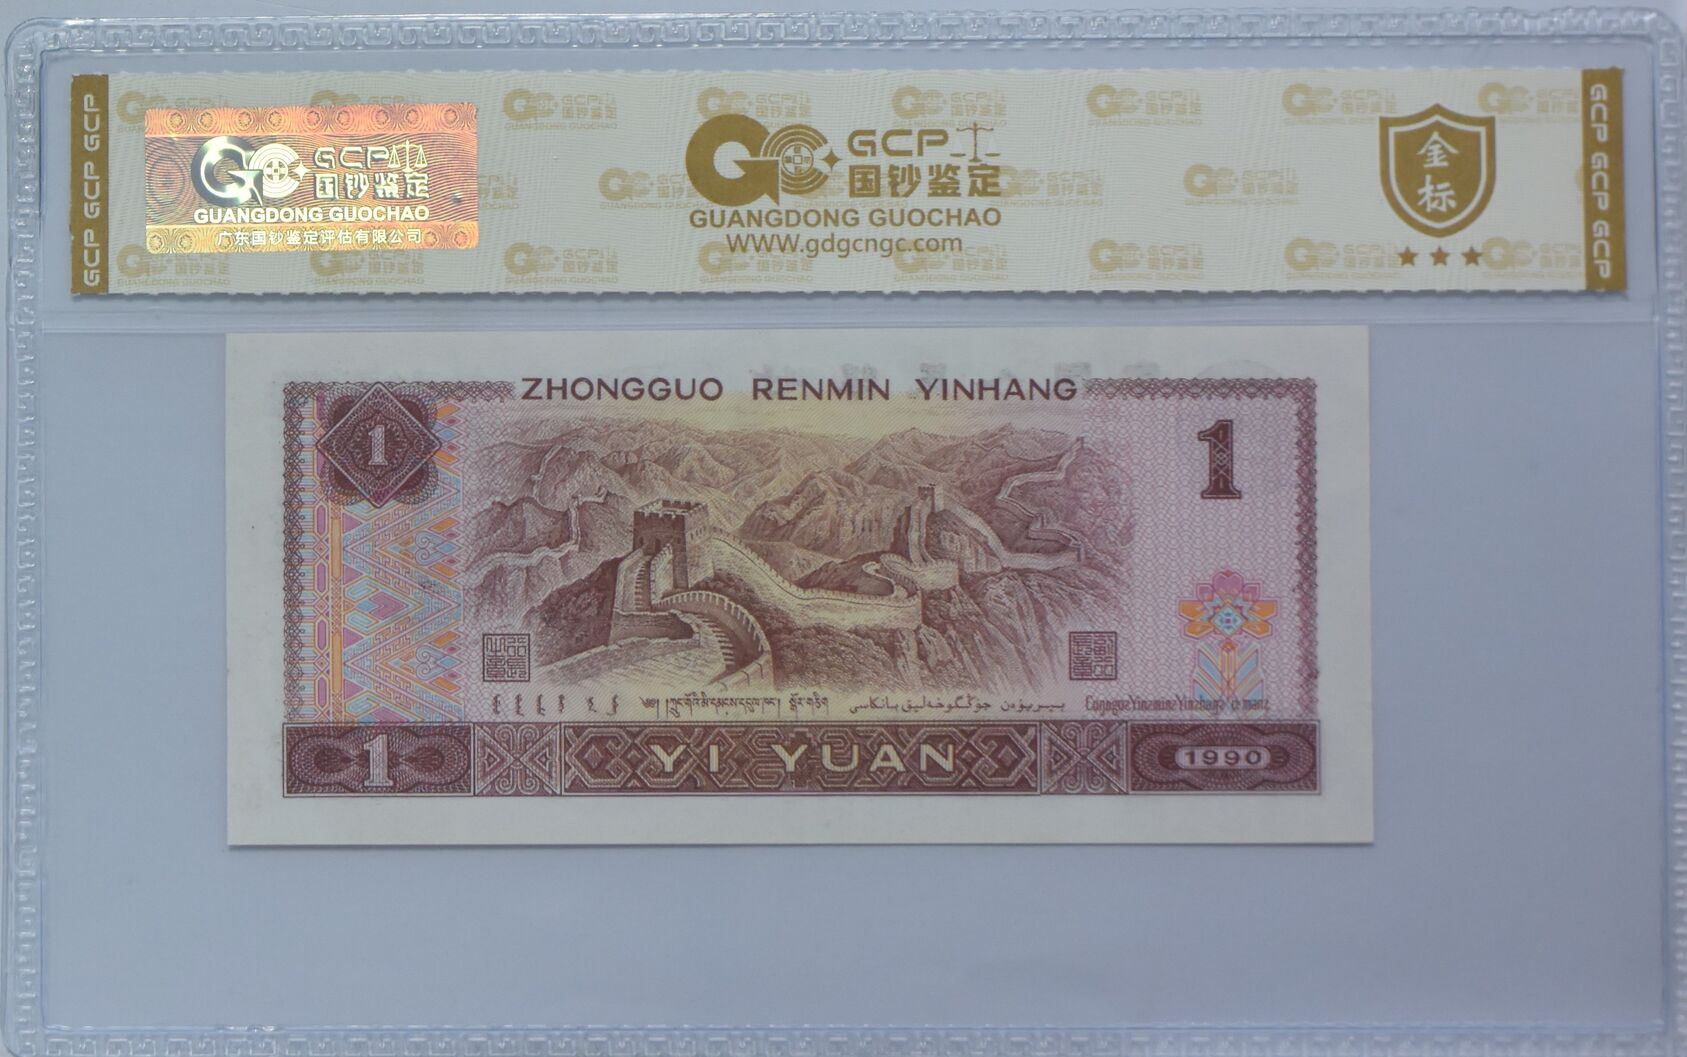 GCP GCP GCP
GCP
国钞鉴定
GUANGDONG GUOCHAO
广东国钞鉴定评估有限公司
GCP
国钞鉴定
GUANGDONG GUOCHAO
WWW.gdgcngc.com
金标
GCP GCP GCP
ZHONGGUO RENMIN YINHANG
1
1
1 YI YUAN 1990